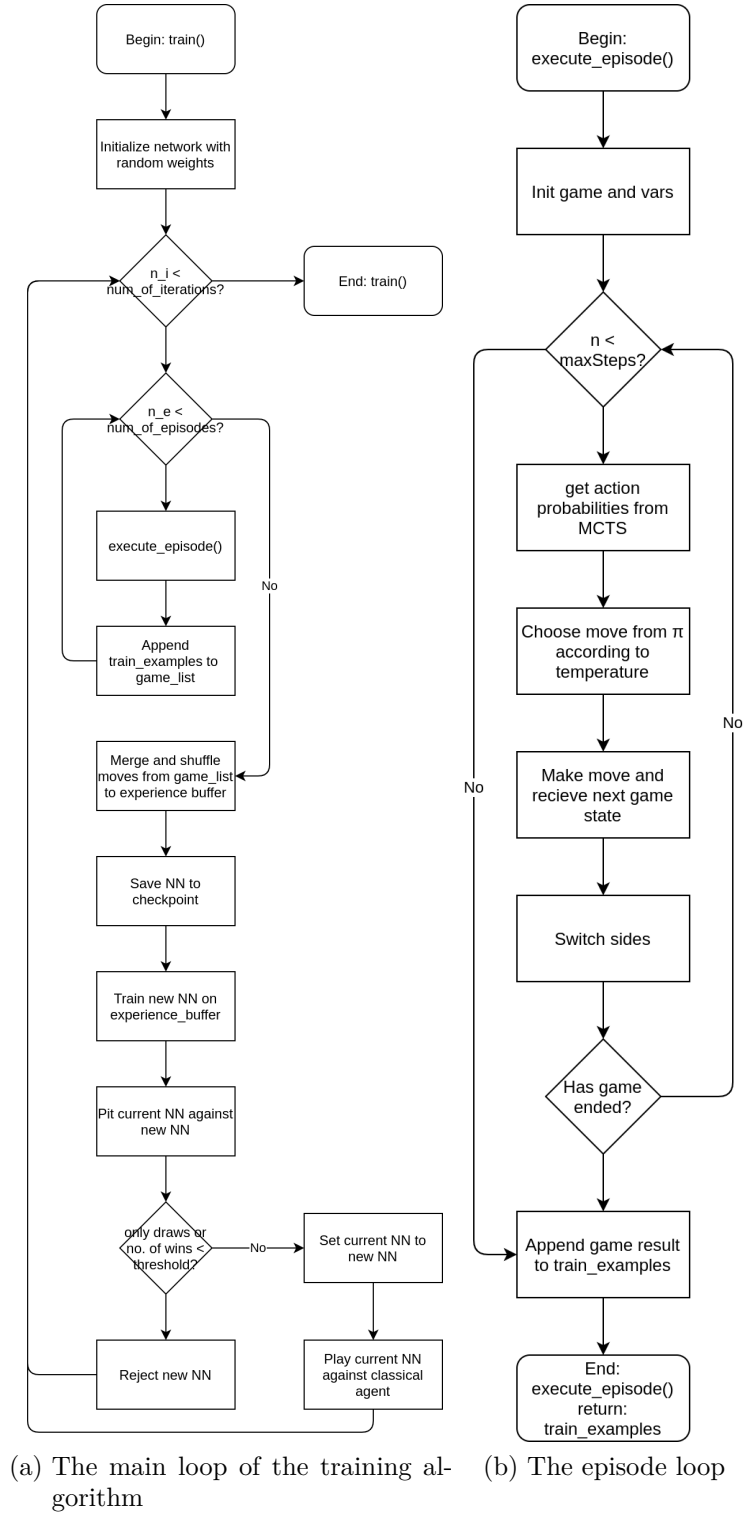 Begin: train()
Initialize network with
random weights
n_i <
num_of_iterations?
End: train()
n_e <
num_of_episodes?
execute_episode()
No
Append
train_examples to
game_list
Merge and shuffle
moves from game_list
to experience buffer
Save NN to
checkpoint
Train new NN on
experience_buffer
Pit current NN against
new NN
only draws or
no. of wins <
threshold?
No
Set current NN to
new NN
Reject new NN
Play current NN
against classical
agent
(a) The main loop of the training al-
gorithm
Begin:
execute_episode()
Init game and vars
n <
maxSteps?
get action
probabilities from
MCTS
Choose move from π
according to
temperature
No
Make move and
recieve next game
state
No
Switch sides
Has game
ended?
Append game result
to train_examples
End:
execute_episode()
return:
train_examples
(b) The episode loop